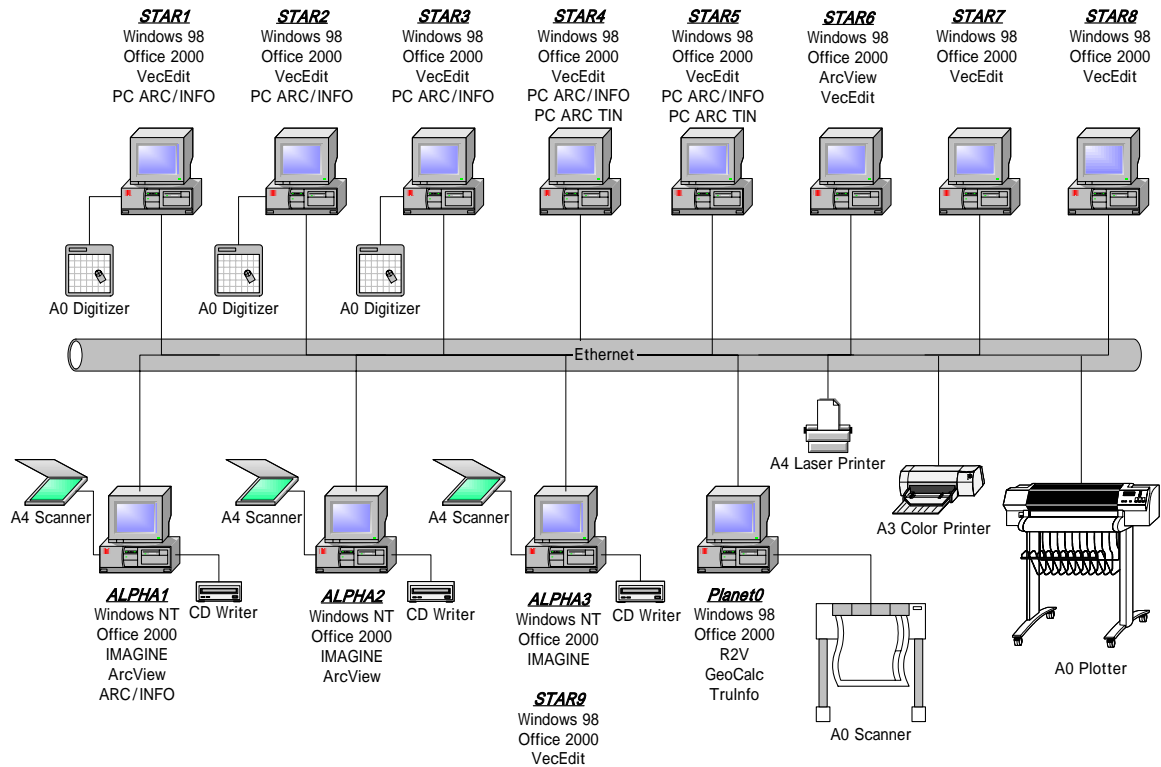 STAR1
Windows 98
Office 2000
VecEdit
PC ARC/INFO
STAR2
Windows 98
Office 2000
VecEdit
PC ARC/INFO
STAR3
Windows 98
Office 2000
VecEdit
PC ARC/INFO
STAR4
Windows 98
Office 2000
VecEdit
PC ARC/INFO
PC ARC TIN
STAR5
Windows 98
Office 2000
VecEdit
PC ARC/INFO
PC ARC TIN
STAR6
Windows 98
Office 2000
ArcView
VecEdit
STAR7
Windows 98
Office 2000
VecEdit
STAR8
Windows 98
Office 2000
VecEdit
A0 Digitizer
A0 Digitizer
A0 Digitizer
Ethernet
A4 Laser Printer
A3 Color Printer
A0 Plotter
A4 Scanner
CD Writer
ALPHA1
Windows NT
Office 2000
IMAGINE
ArcView
ARC/INFO
A4 Scanner
CD Writer
ALPHA2
Windows NT
Office 2000
IMAGINE
ArcView
A4 Scanner
CD Writer
ALPHA3
Windows NT
Office 2000
IMAGINE
STAR9
Windows 98
Office 2000
VecEdit
Planet0
Windows 98
Office 2000
R2V
GeoCalc
TruInfo
A0 Scanner